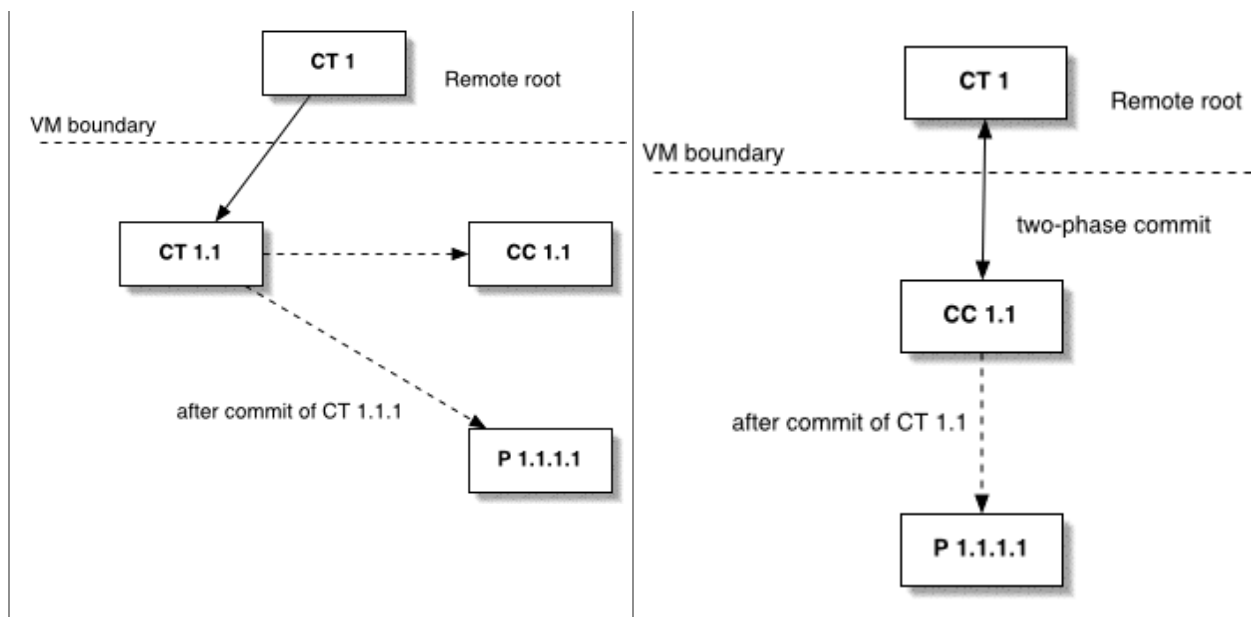 CT 1
Remote root
VM boundary
CT 1.1
CC 1.1
after commit of CT 1.1.1
P 1.1.1.1
CT 1
Remote root
VM boundary
two-phase commit
CC 1.1
after commit of CT 1.1
P 1.1.1.1